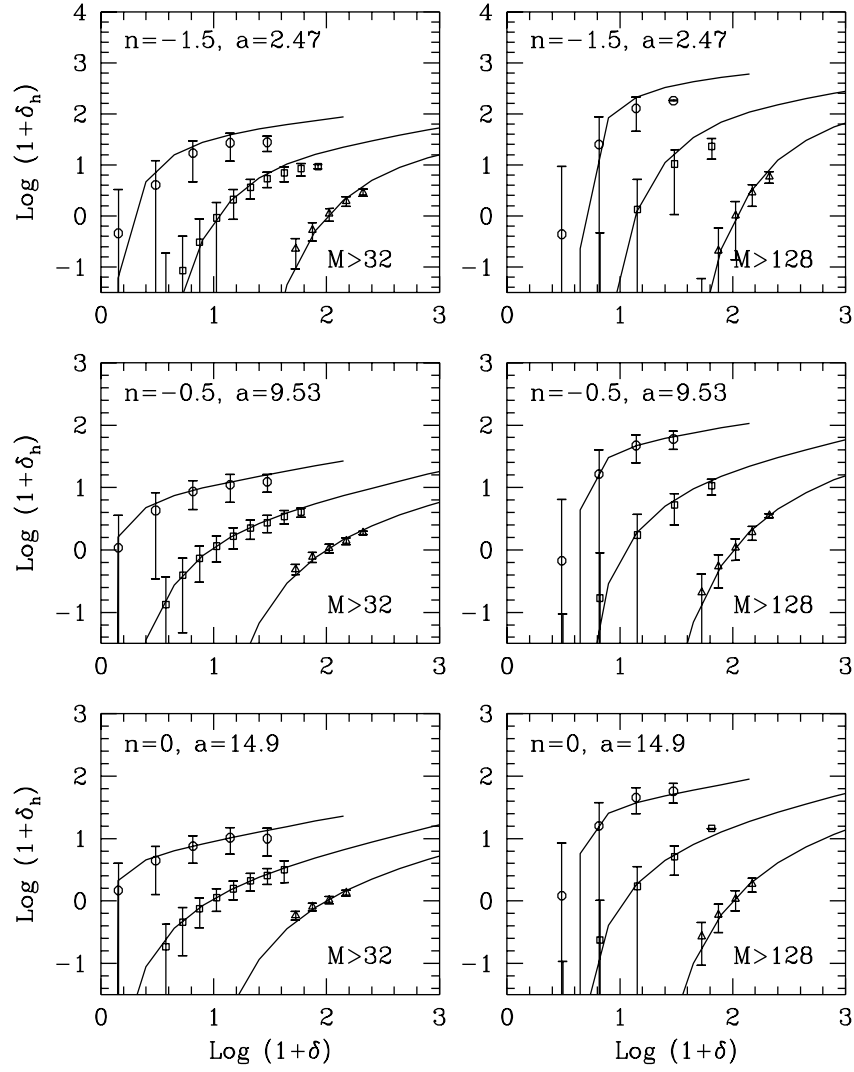 n=−1.5, a=2.47
n=−1.5, a=2.47
4
3
2
1
0
−1
4
3
2
1
0
−1
Log (1+δ_h)
M>32
M>128
0 1 2 3
0 1 2 3
n=−0.5, a=9.53
n=−0.5, a=9.53
3
2
1
0
−1
3
2
1
0
−1
Log (1+δ_h)
M>32
M>128
0 1 2 3
0 1 2 3
n=0, a=14.9
n=0, a=14.9
3
2
1
0
−1
3
2
1
0
−1
Log (1+δ_h)
M>32
M>128
0 1 2 3
0 1 2 3
Log (1+δ)
Log (1+δ)